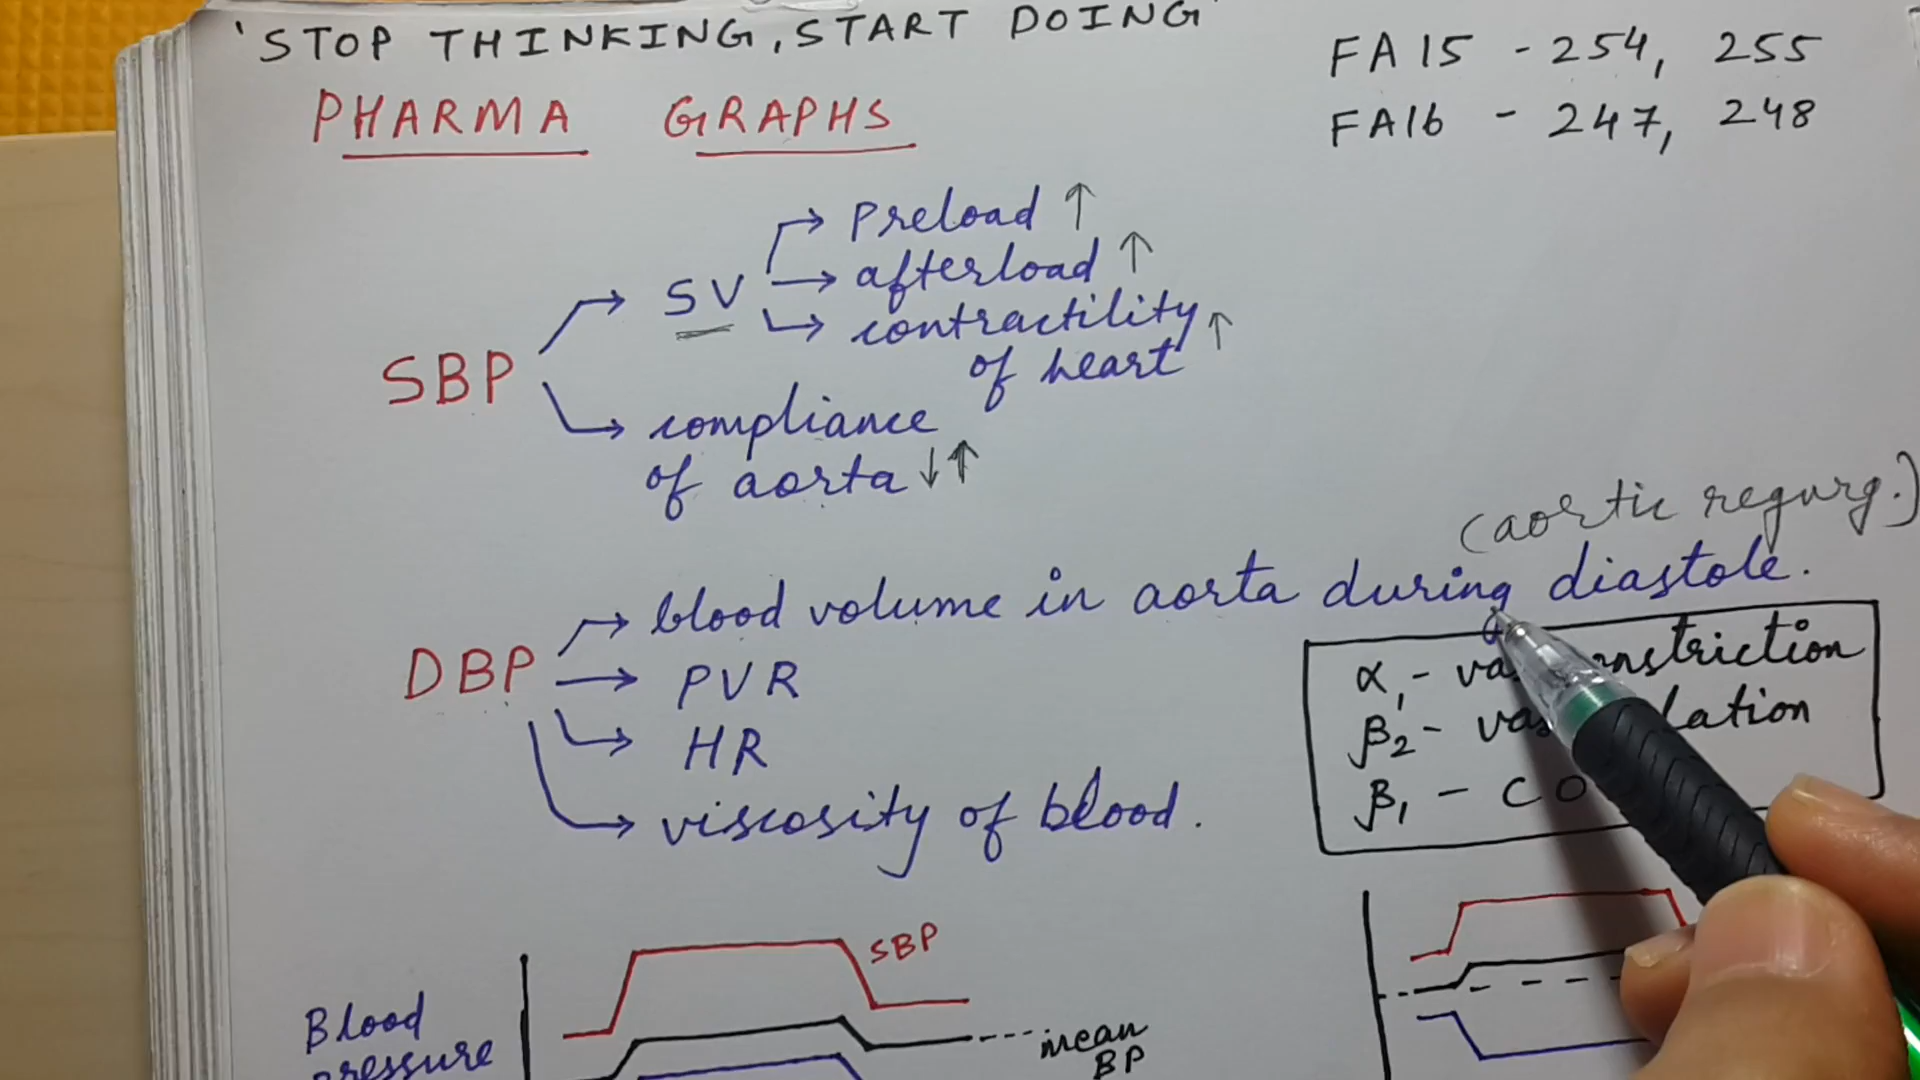 'STOP THINKING, START DOING'
FA15 - 254, 255
PHARMA GRAPHS
FA16 - 247, 248
Preload ↑
SV → afterload ↑
contractility ↑
of heart
SBP
compliance
of aorta ↓↑
(aortic regurg.)
blood volume in aorta during diastole.
DBP → PVR
HR
viscosity of blood.
α1 -
β2 -
β1 - CO
SBP
Blood
pressure
mean
BP